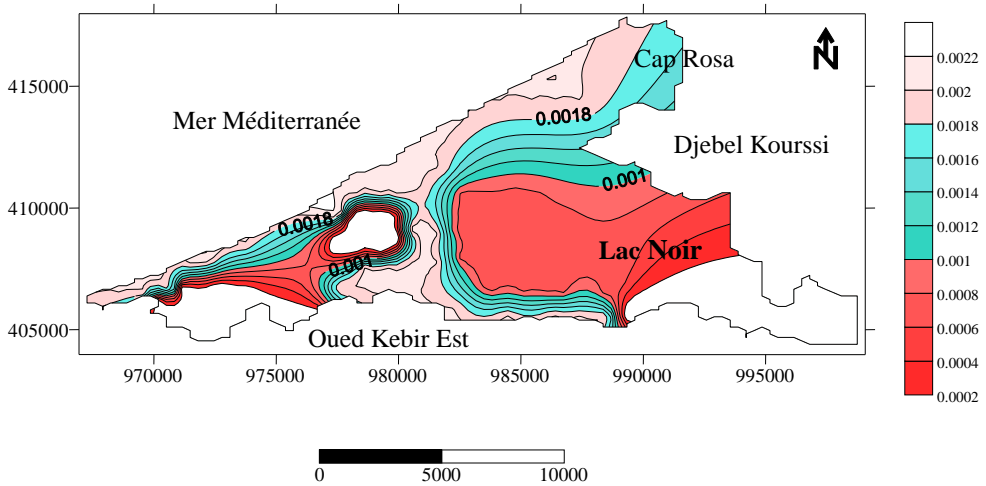 Cap Rosa
N
415000
Mer Méditerranée
0.0018
Djebel Kourssi
0.001
410000
0.0018
Lac Noir
0.001
405000
Oued Kebir Est
970000 975000 980000 985000 990000 995000
0 5000 10000
0.0022
0.002
0.0018
0.0016
0.0014
0.0012
0.001
0.0008
0.0006
0.0004
0.0002